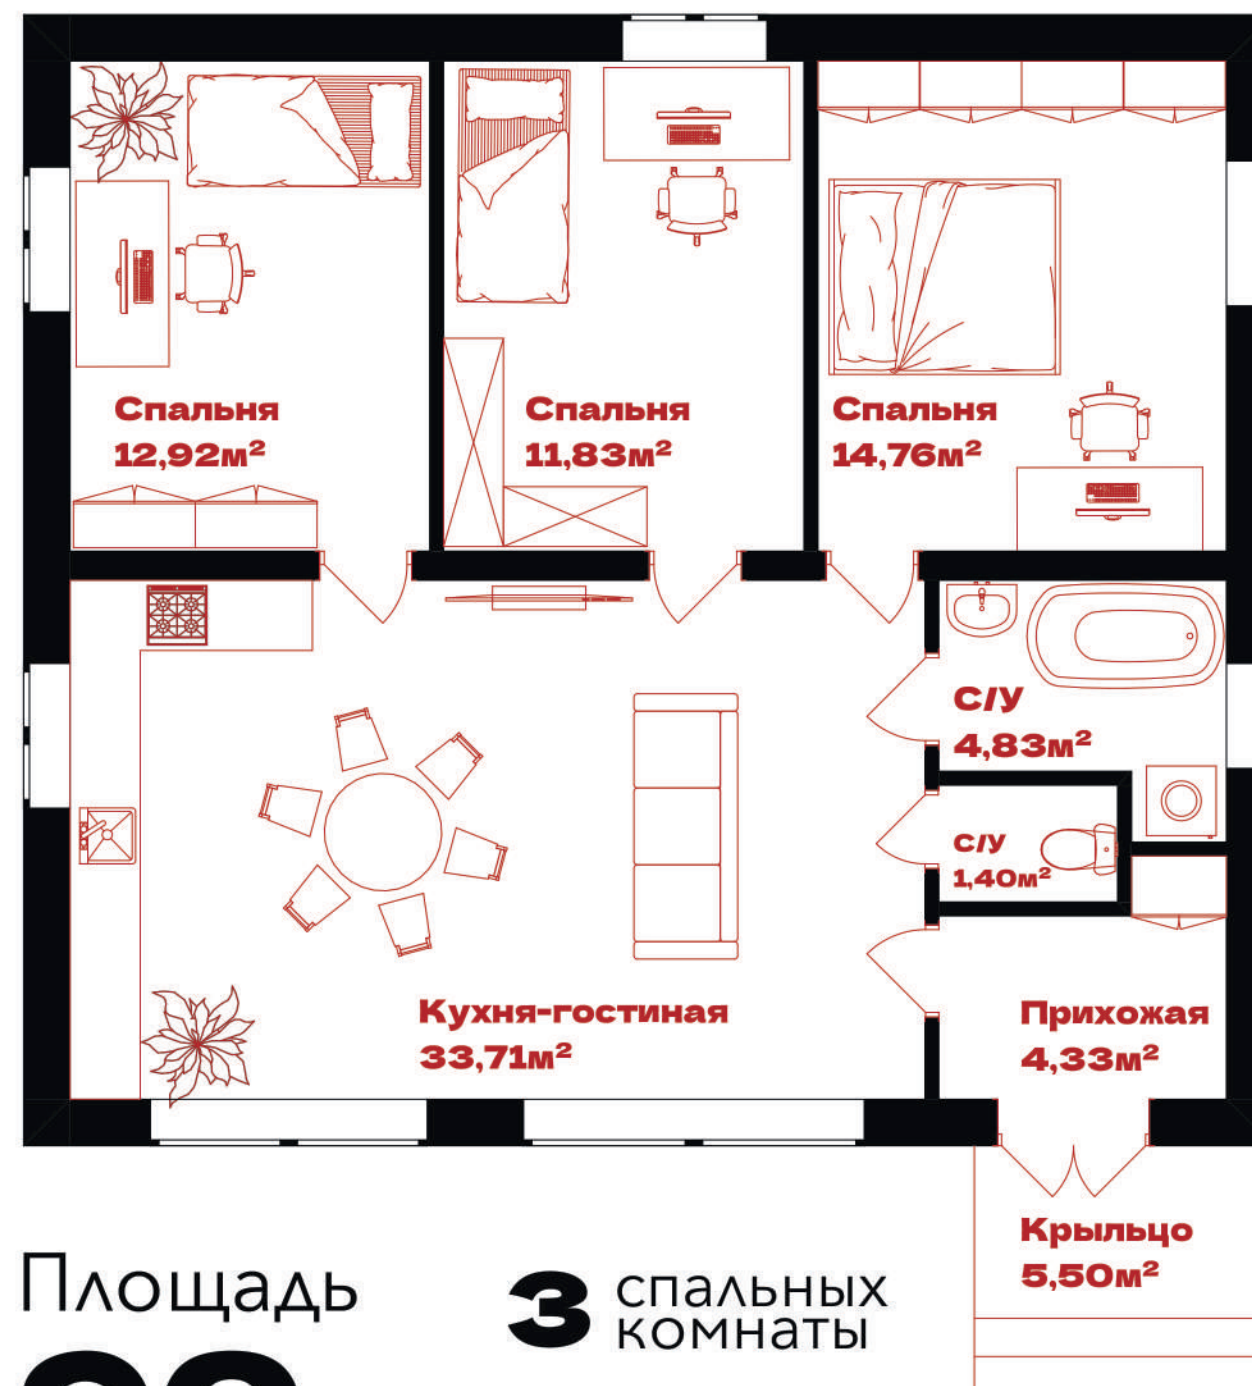 Спальня
12,92м²
Спальня
11,83м²
Спальня
14,76м²
С/У
4,83м²
С/У
1,40м²
Кухня-гостиная
33,71м²
Прихожая
4,33м²
Крыльцо
5,50м²
Площадь
3 спальных
комнаты